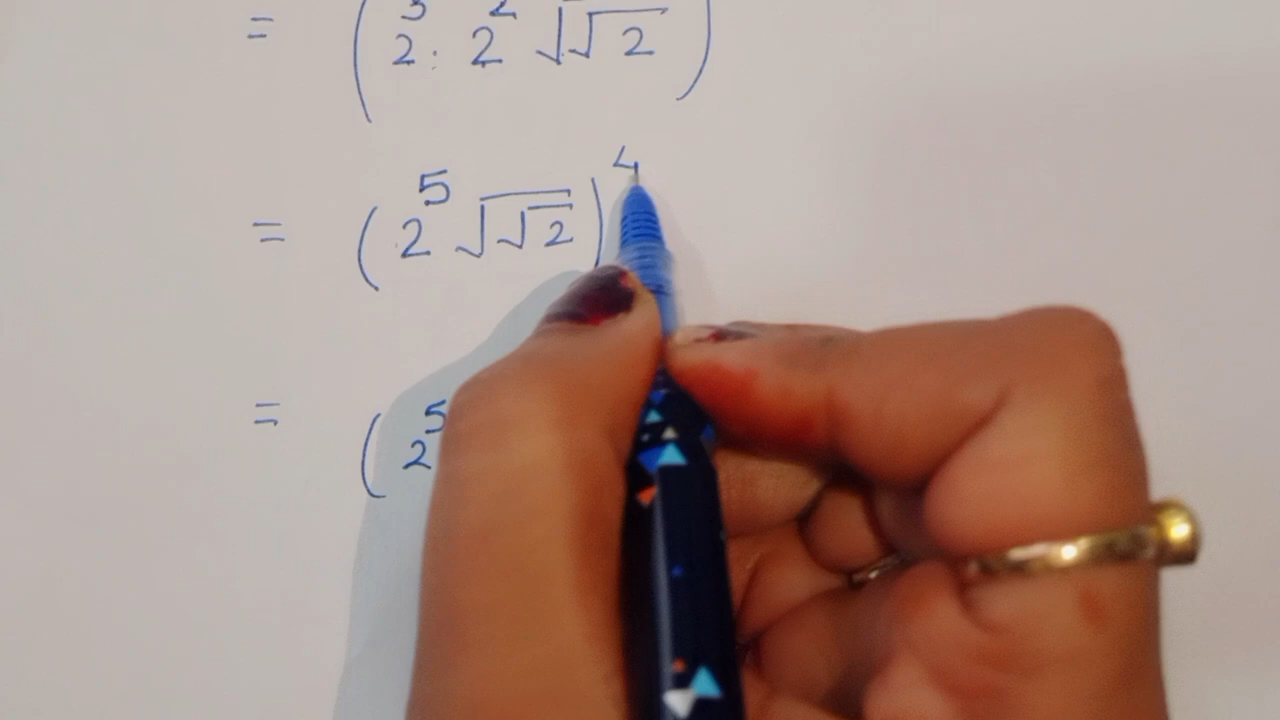 = (2³ : 2² √√2)
= (2⁵ √√2)⁴
= (2⁵